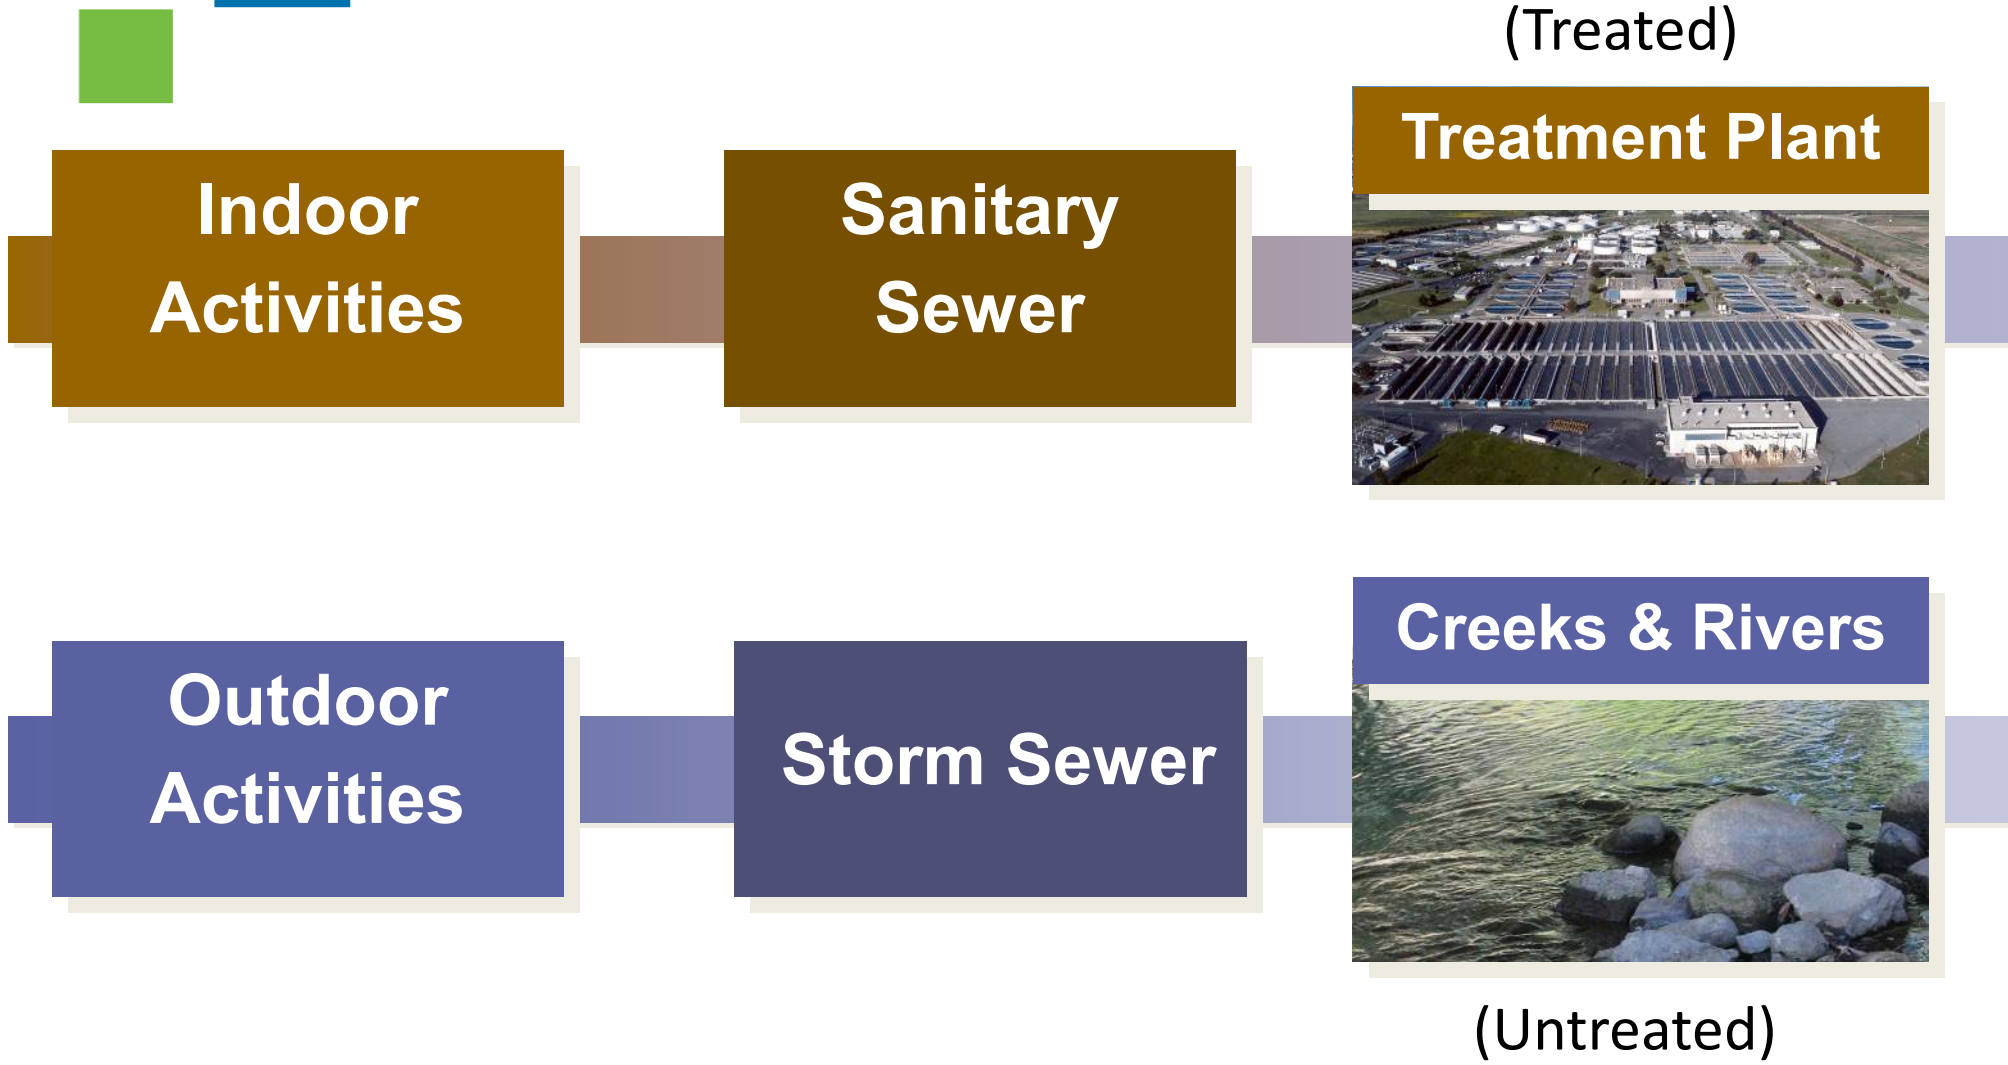 (Treated)
Treatment Plant
Indoor
Activities
Sanitary
Sewer
Creeks & Rivers
Outdoor
Activities
Storm Sewer
(Untreated)